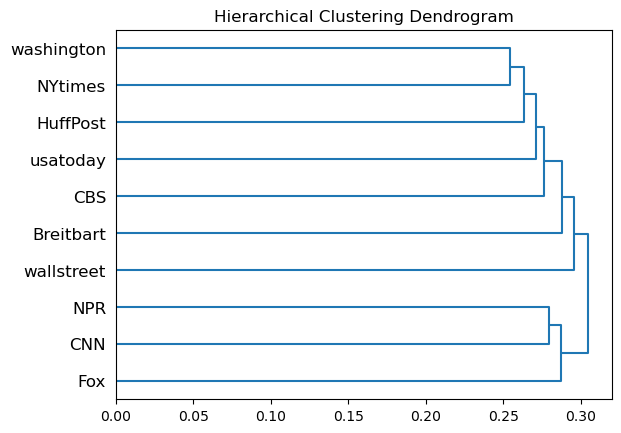 Hierarchical Clustering Dendrogram
washington
NYtimes
HuffPost
usatoday
CBS
Breitbart
wallstreet
NPR
CNN
Fox
0.00 0.05 0.10 0.15 0.20 0.25 0.30